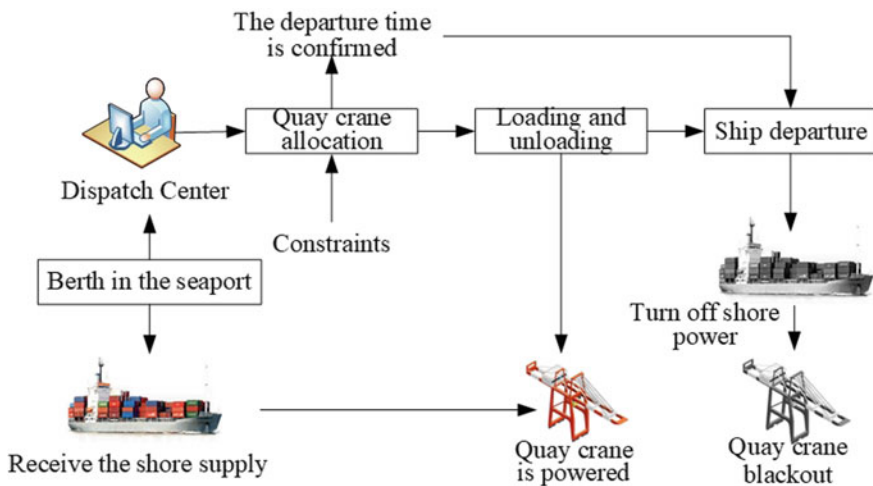 The departure time
is confirmed
Quay crane
allocation
Loading and
unloading
Ship departure
Dispatch Center
Constraints
Berth in the seaport
Turn off shore
power
Receive the shore supply
Quay crane
is powered
Quay crane
blackout